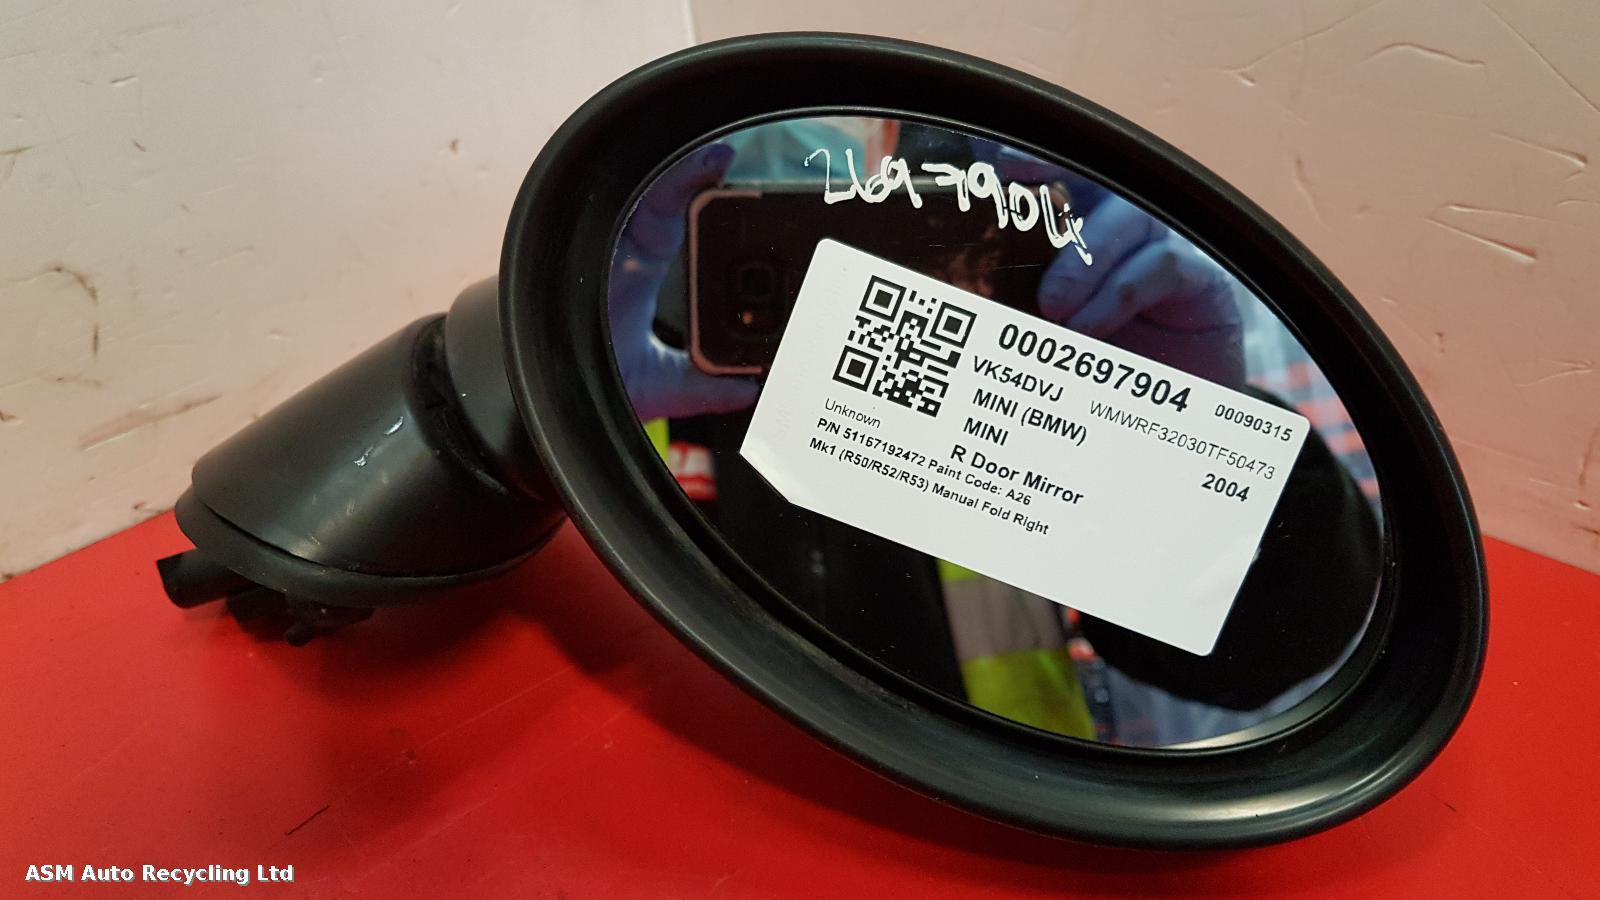 2697904
0002697904
00090315
VK54DVJ
WMWRF32030TF50473
MINI (BMW)
MINI
2004
R Door Mirror
Unknown
P/N 51167192472 Paint Code: A26
Mk1 (R50/R52/R53) Manual Fold Right
ASM Auto Recycling Ltd